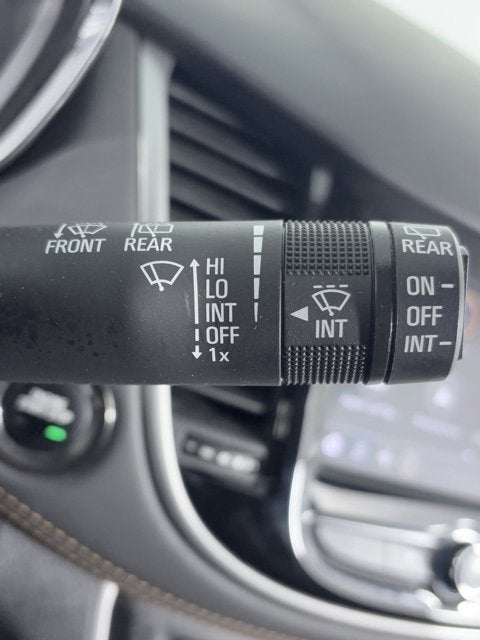 FRONT
REAR
HI
LO
INT
OFF
1x
INT
REAR
ON
OFF
INT